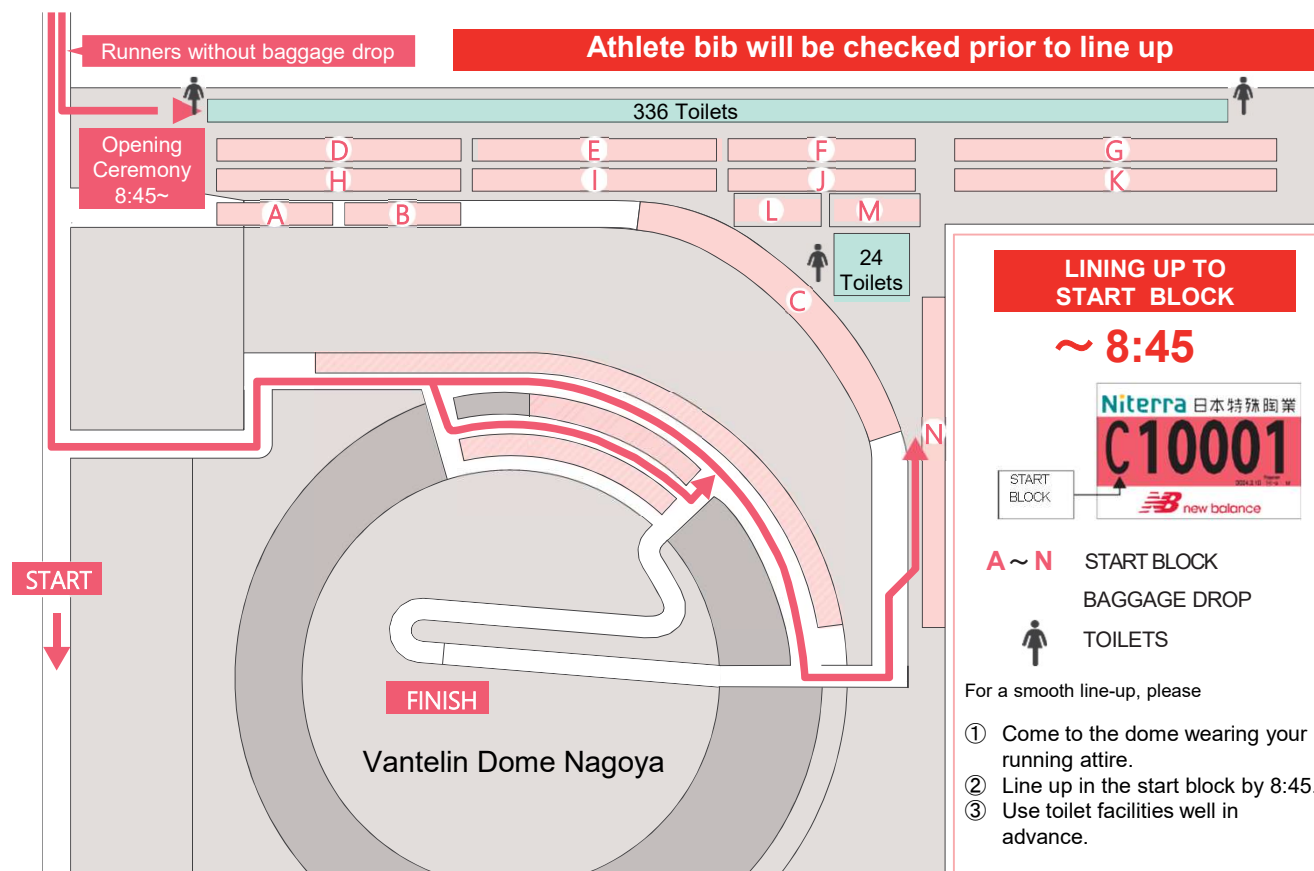 Runners without baggage drop
Athlete bib will be checked prior to line up
336 Toilets
Opening
Ceremony
8:45~
D
E
F
G
H
I
J
K
A
B
L
M
C
24
Toilets
N
LINING UP TO
START BLOCK
～ 8:45
Niterra 日本特殊陶業
C10001
new balance
START
BLOCK
A ~ N START BLOCK
BAGGAGE DROP
TOILETS
For a smooth line-up, please
① Come to the dome wearing your
running attire.
② Line up in the start block by 8:45.
③ Use toilet facilities well in
advance.
START
FINISH
Vantelin Dome Nagoya